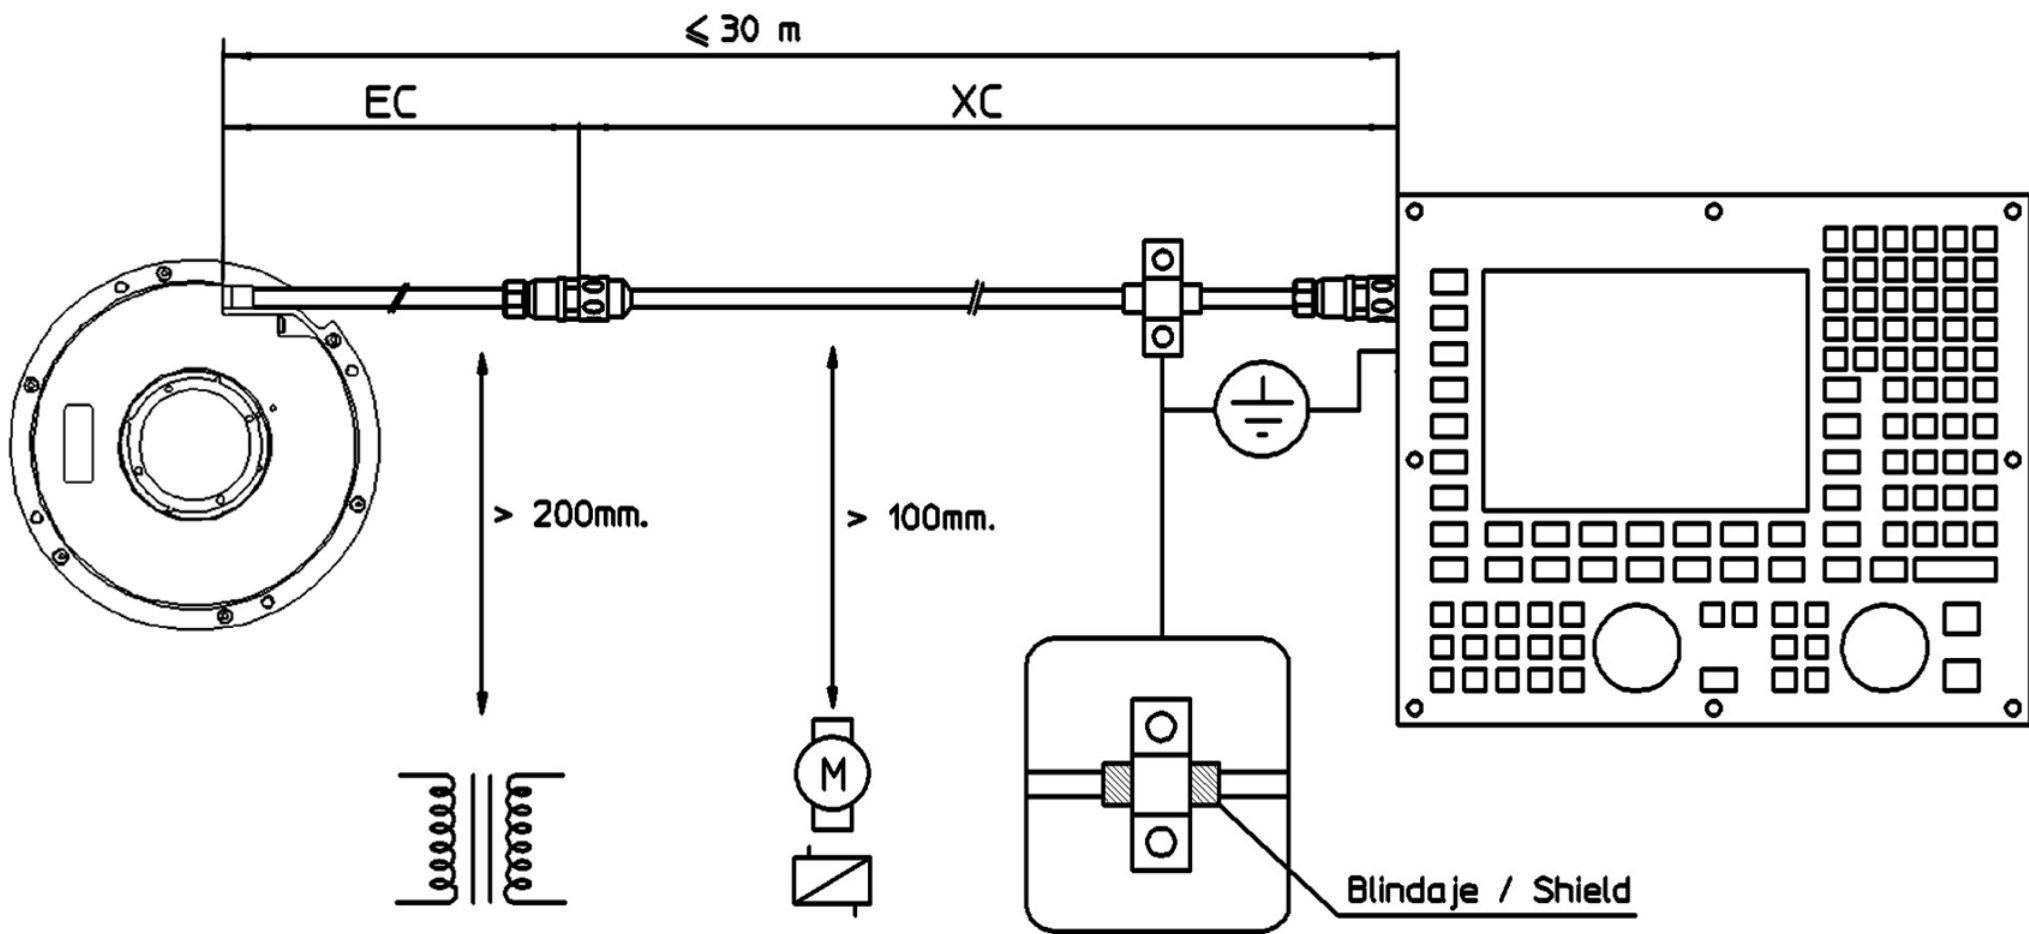 ≤ 30 m
EC
XC
> 200mm.
> 100mm.
M
Blindaje / Shield